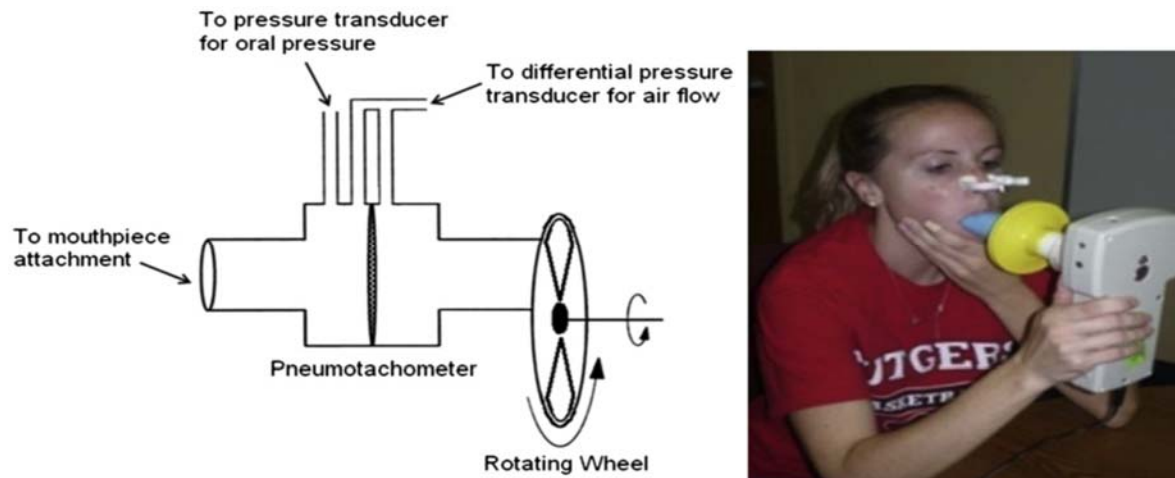 To pressure transducer
for oral pressure
To differential pressure
transducer for air flow
To mouthpiece
attachment
Pneumotachometer
Rotating Wheel
RUTGERS